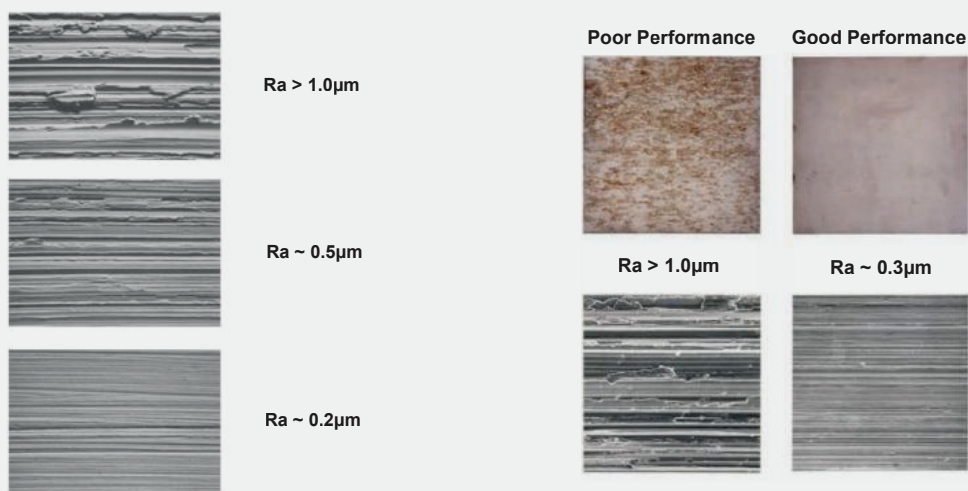 Ra > 1.0µm
Ra ~ 0.5µm
Ra ~ 0.2µm
Poor Performance
Good Performance
Ra > 1.0µm
Ra ~ 0.3µm